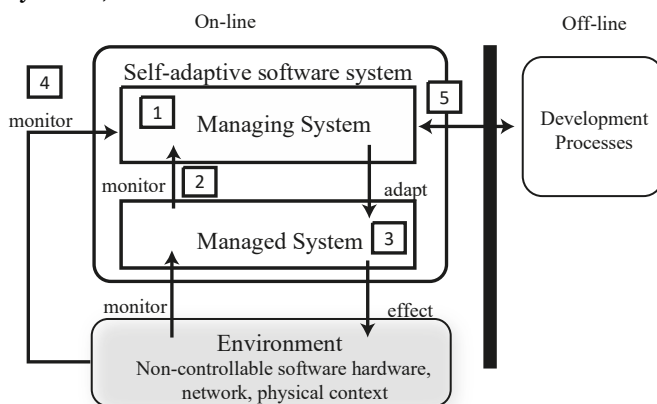 On-line
Off-line
Self-adaptive software system
4
5
1
Managing System
monitor
Development
Processes
monitor
2
adapt
Managed System
3
monitor
effect
Environment
Non-controllable software hardware,
network, physical context